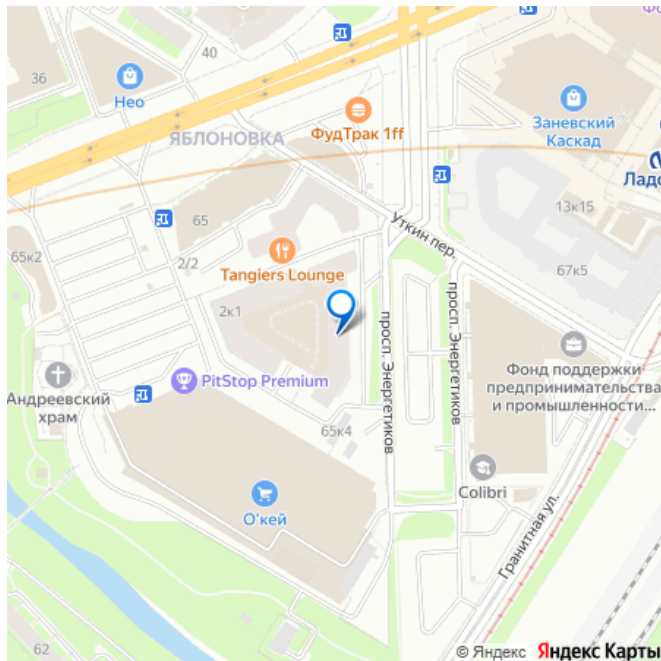 36
40
Нео
ФудТрак 1ff
Заневский
Каскад
ЯБЛОНОВКА
Ладо
65к2
65
2/2
Уткин пер.
13к15
67к5
Tangiers Lounge
2к1
просп. Энергетиков
просп. Энергетиков
Фонд поддержки
предпринимательства
и промышленности...
PitStop Premium
Андреевский
храм
65к4
Colibri
О'кей
Гранитная ул.
62
© Яндекс Яндекс Карты